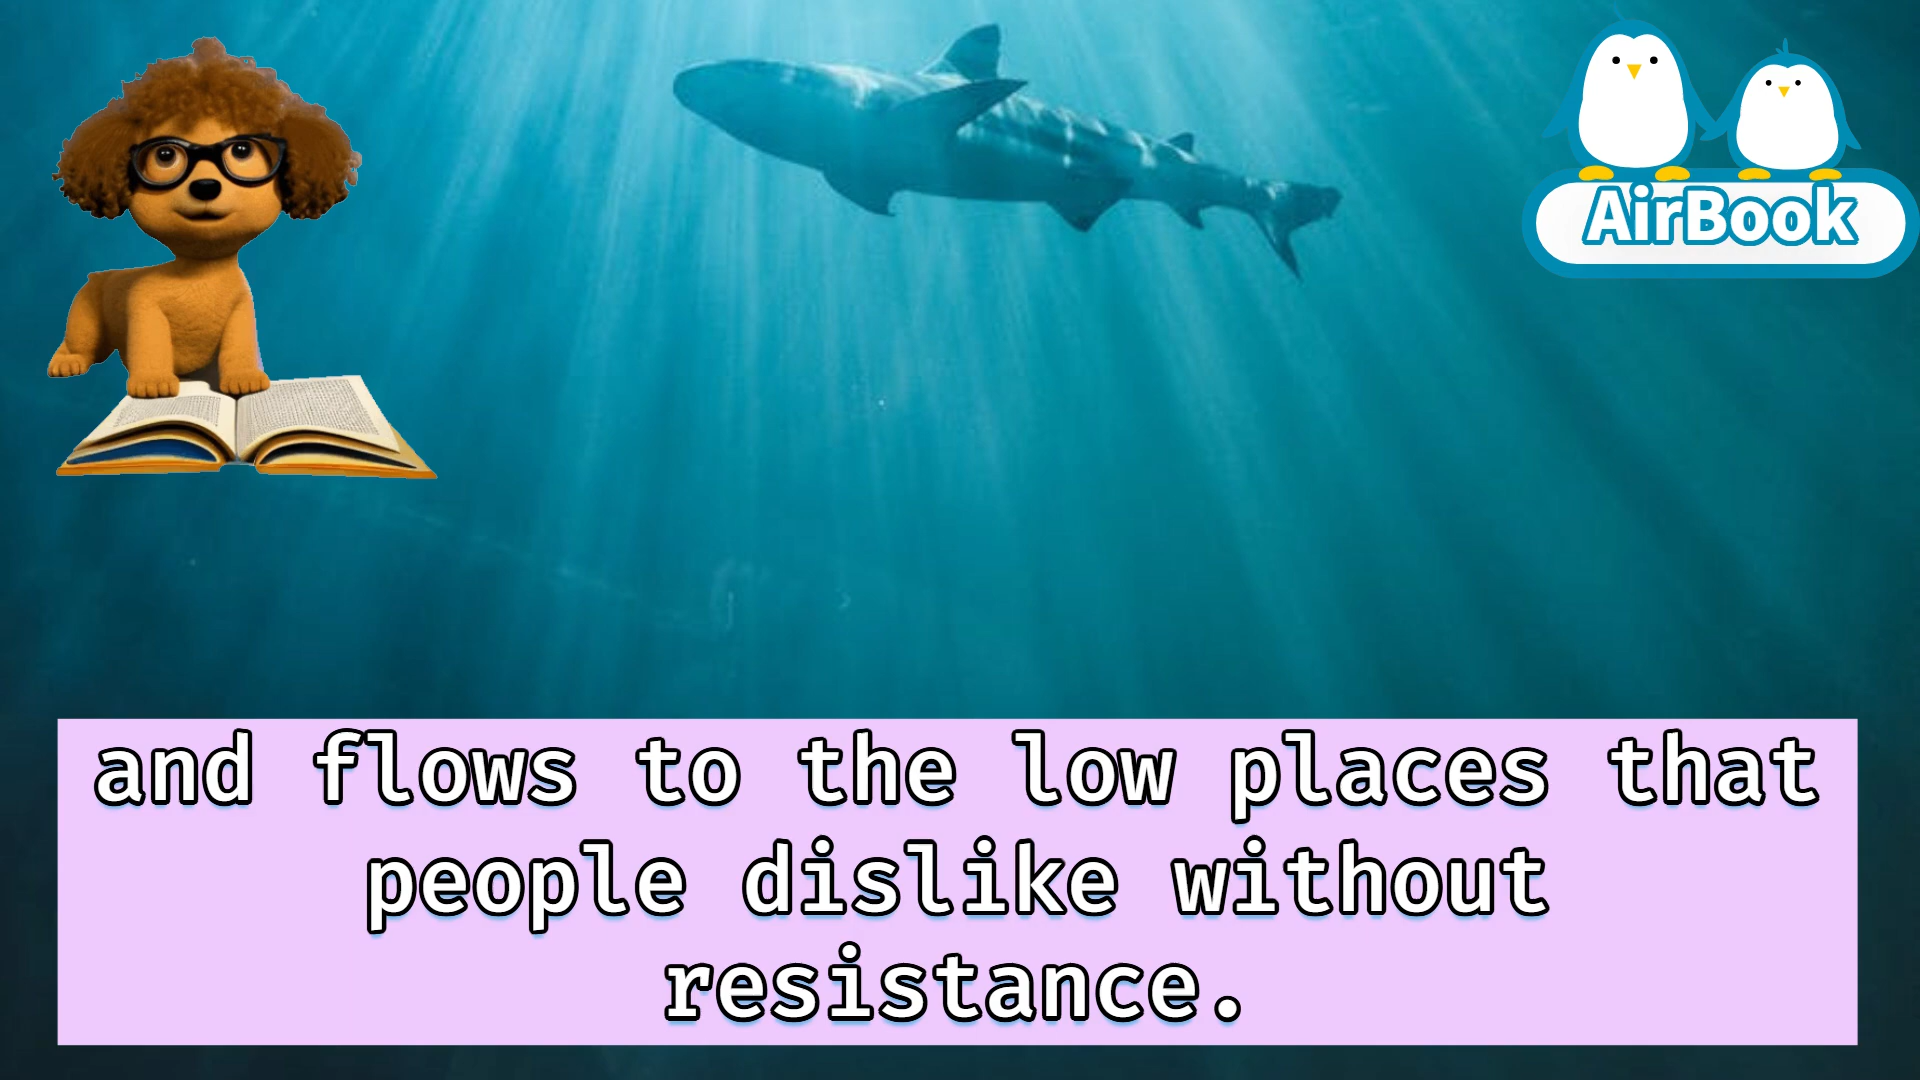 AirBook
and flows to the low places that
people dislike without
resistance.